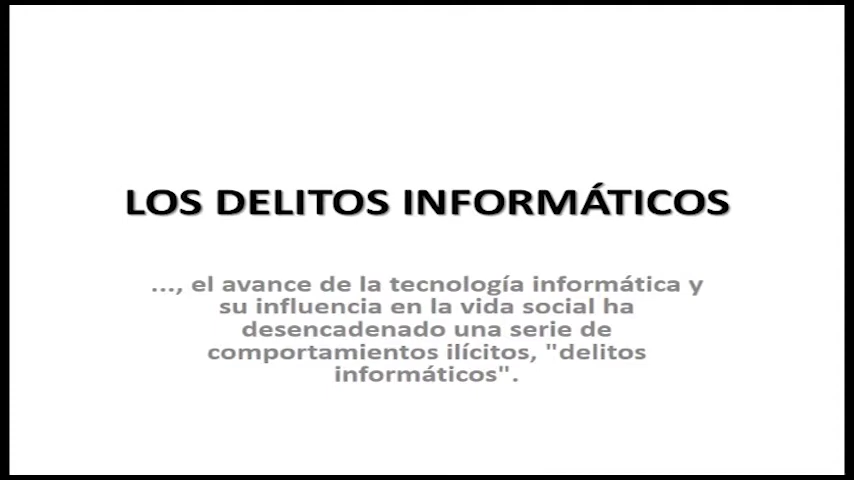 LOS DELITOS INFORMÁTICOS
..., el avance de la tecnología informática y
su influencia en la vida social ha
desencadenado una serie de
comportamientos ilícitos, "delitos
informáticos".